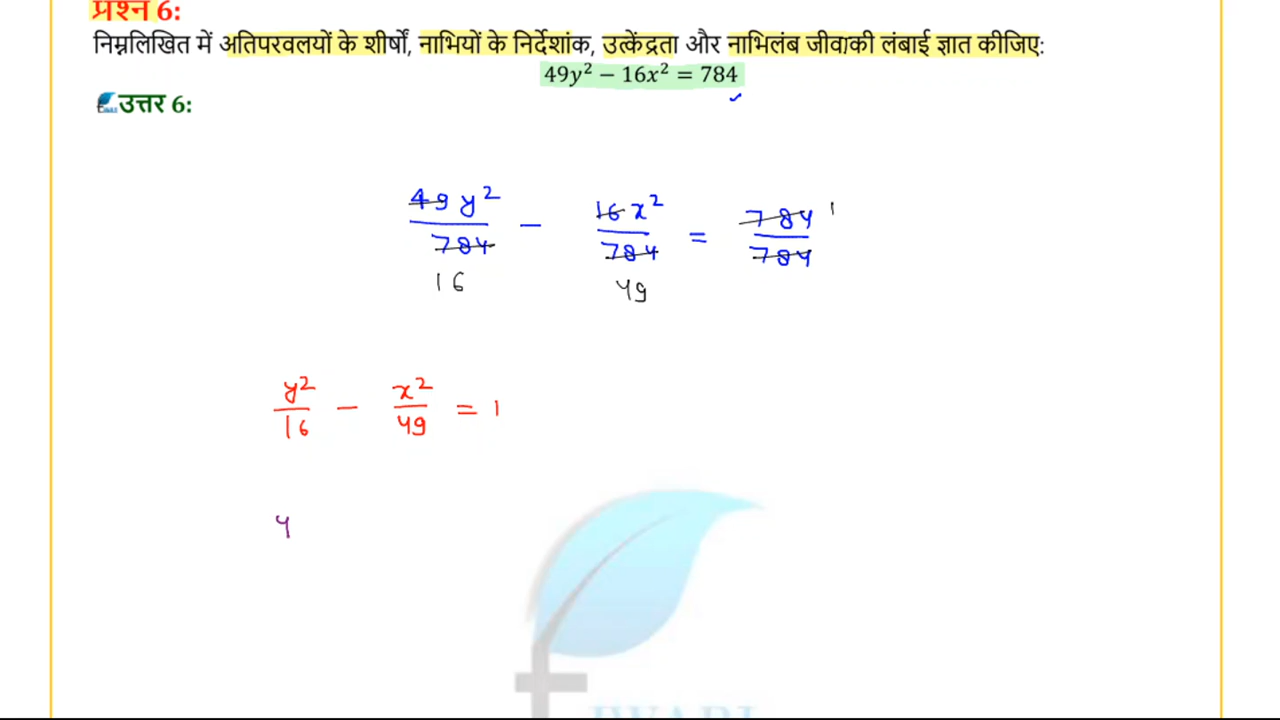 प्रश्न 6:
निम्नलिखित में अतिपरवलयों के शीर्षों, नाभियों के निर्देशांक, उत्केंद्रता और नाभिलंब जीवाकी लंबाई ज्ञात कीजिए:
49y² − 16x² = 784
उत्तर 6:
49y²/784 − 16x²/784 = 784/784 1
16 49
y²/16 − x²/49 = 1
y